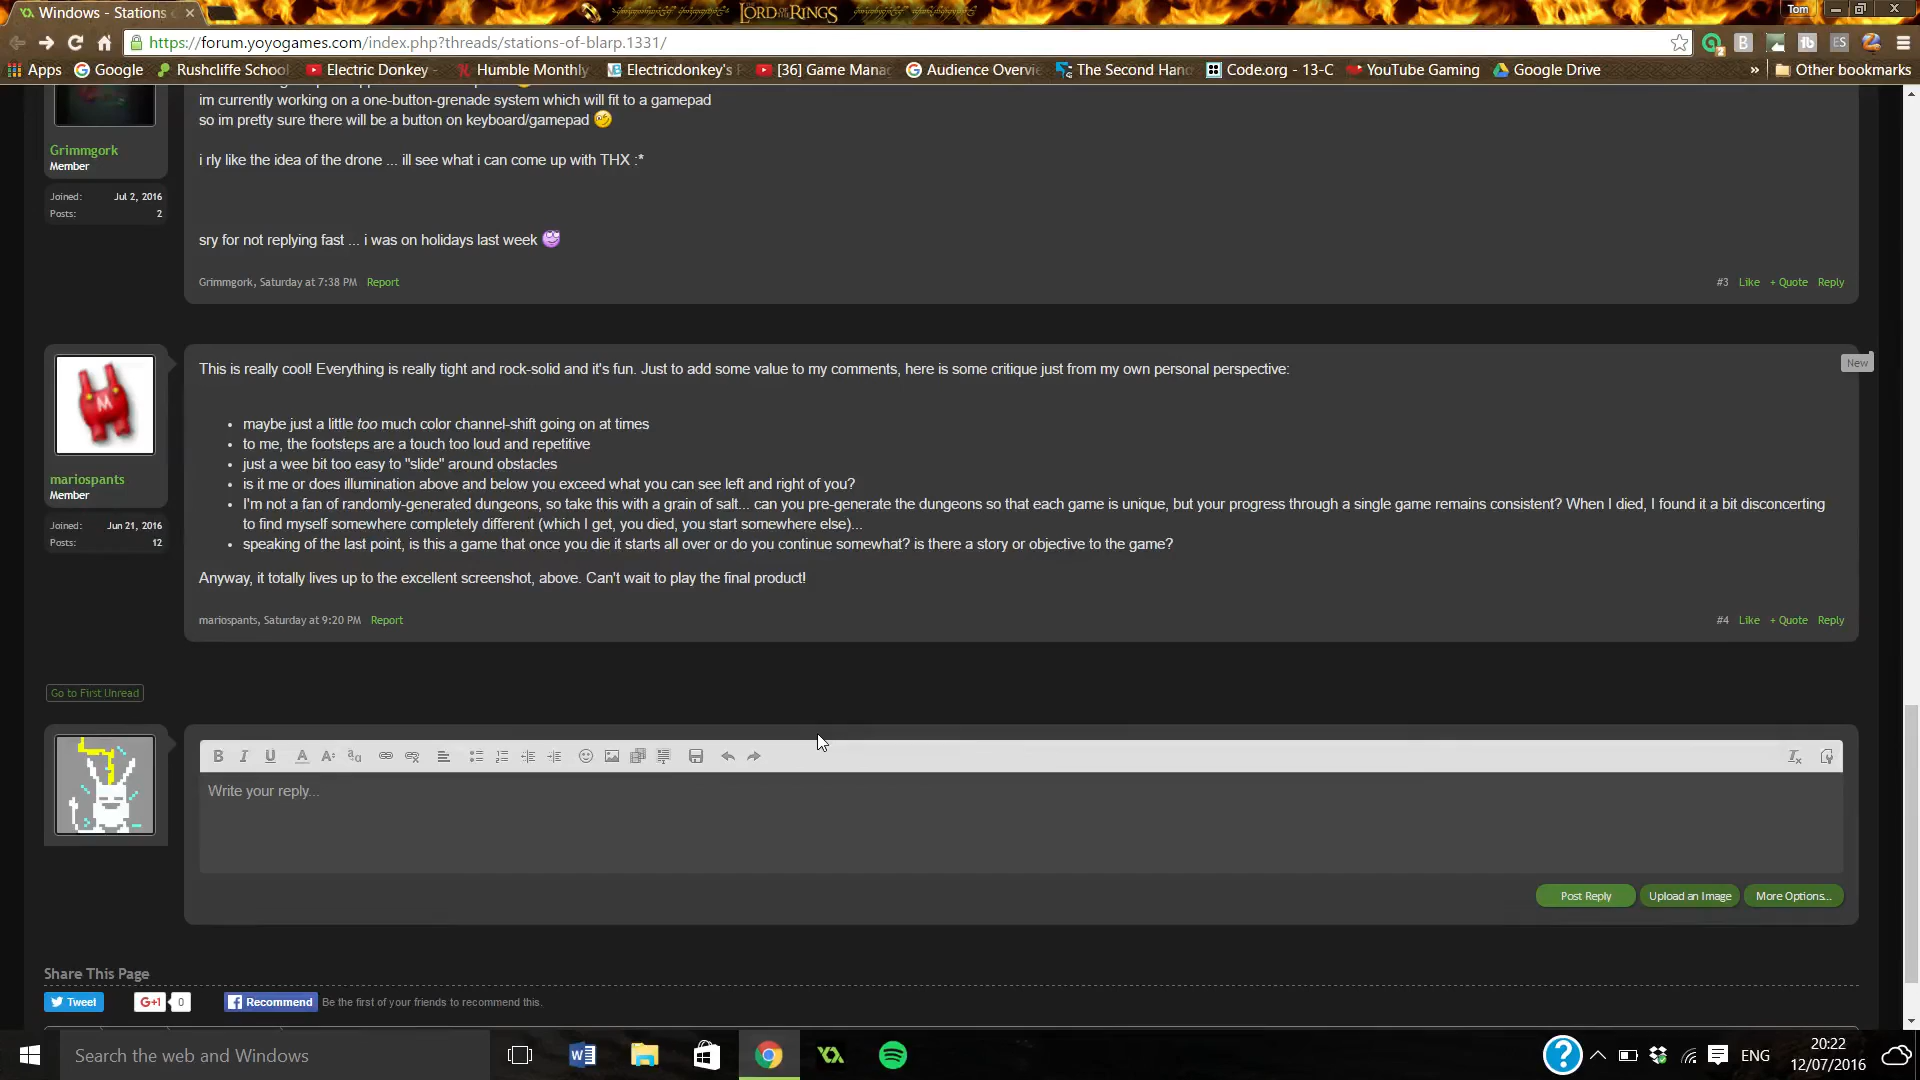 Windows - Stations
LORD OF THE RINGS
Tom
https://forum.yoyogames.com/index.php?threads/stations-of-blarp.1331/
Apps Google Rushcliffe School Electric Donkey - Humble Monthly Electricdonkey's [36] Game Mana Audience Overvie The Second Hand Code.org - 13-C YouTube Gaming Google Drive » Other bookmarks
im currently working on a one-button-grenade system which will fit to a gamepad
so im pretty sure there will be a button on keyboard/gamepad
Grimmgork
Member
i rly like the idea of the drone ... ill see what i can come up with THX :*
Joined: Jul 2, 2016
Posts: 2
sry for not replying fast ... i was on holidays last week
Grimmgork, Saturday at 7:38 PM Report #3 Like + Quote Reply
This is really cool! Everything is really tight and rock-solid and it's fun. Just to add some value to my comments, here is some critique just from my own personal perspective:
New
M
• maybe just a little too much color channel-shift going on at times
• to me, the footsteps are a touch too loud and repetitive
• just a wee bit too easy to "slide" around obstacles
• is it me or does illumination above and below you exceed what you can see left and right of you?
• I'm not a fan of randomly-generated dungeons, so take this with a grain of salt... can you pre-generate the dungeons so that each game is unique, but your progress through a single game remains consistent? When I died, I found it a bit disconcerting
to find myself somewhere completely different (which I get, you died, you start somewhere else)...
• speaking of the last point, is this a game that once you die it starts all over or do you continue somewhat? is there a story or objective to the game?
mariospants
Member
Joined: Jun 21, 2016
Posts: 12
Anyway, it totally lives up to the excellent screenshot, above. Can't wait to play the final product!
mariospants, Saturday at 9:20 PM Report #4 Like + Quote Reply
Go to First Unread
B I U A
Write your reply...
Post Reply Upload an Image More Options...
Share This Page
Tweet G+1 0 Recommend Be the first of your friends to recommend this.
Search the web and Windows
ENG
20:22
12/07/2016